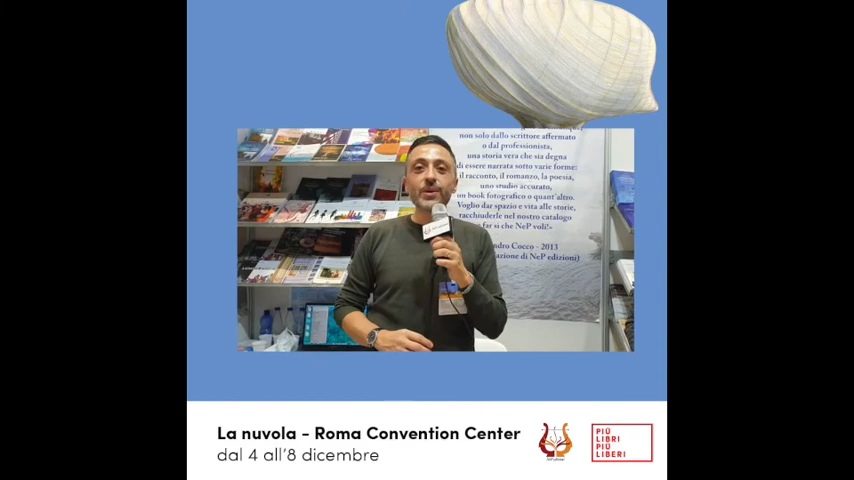 non solo dallo scrittore affermato
o dal professionista,
una storia vera che sia degna
di essere narrata sotto varie forme:
il racconto, il romanzo, la poesia,
uno studio accurato,
un book fotografico o quant'altro.
Voglio dar spazio e vita alle storie,
racchiuderle nel nostro catalogo
far sì che NeP voli!»
ndro Cocco - 2013
azione di NeP edizioni)
La nuvola - Roma Convention Center
dal 4 all'8 dicembre
PIÙ
LIBRI
PIÙ
LIBERI